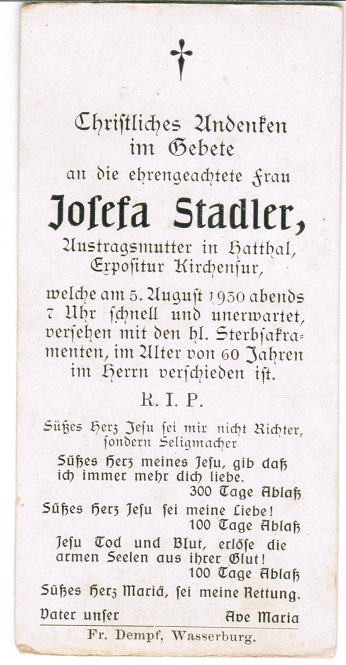 Christliches Andenken
im Gebete
an die ehrengeachtete Frau
Josefa Stadler,
Austragsmutter in Hatthal,
Expositur Kirchensur,
welche am 5. August 1930 abends
7 Uhr schnell und unerwartet,
versehen mit den hl. Sterbsakra-
menten, im Alter von 60 Jahren
im Herrn verschieden ist.
R. I. P.
Süßes Herz Jesu sei mir nicht Richter,
sondern Seligmacher
Süßes Herz meines Jesu, gib daß
ich immer mehr dich liebe.
300 Tage Ablaß
Süßes Herz Jesu sei meine Liebe!
100 Tage Ablaß
Jesu Tod und Blut, erlöse die
armen Seelen aus ihrer Glut!
100 Tage Ablaß
Süßes Herz Mariä, sei meine Rettung.
Vater unser Ave Maria
Fr. Dempf, Wasserburg.